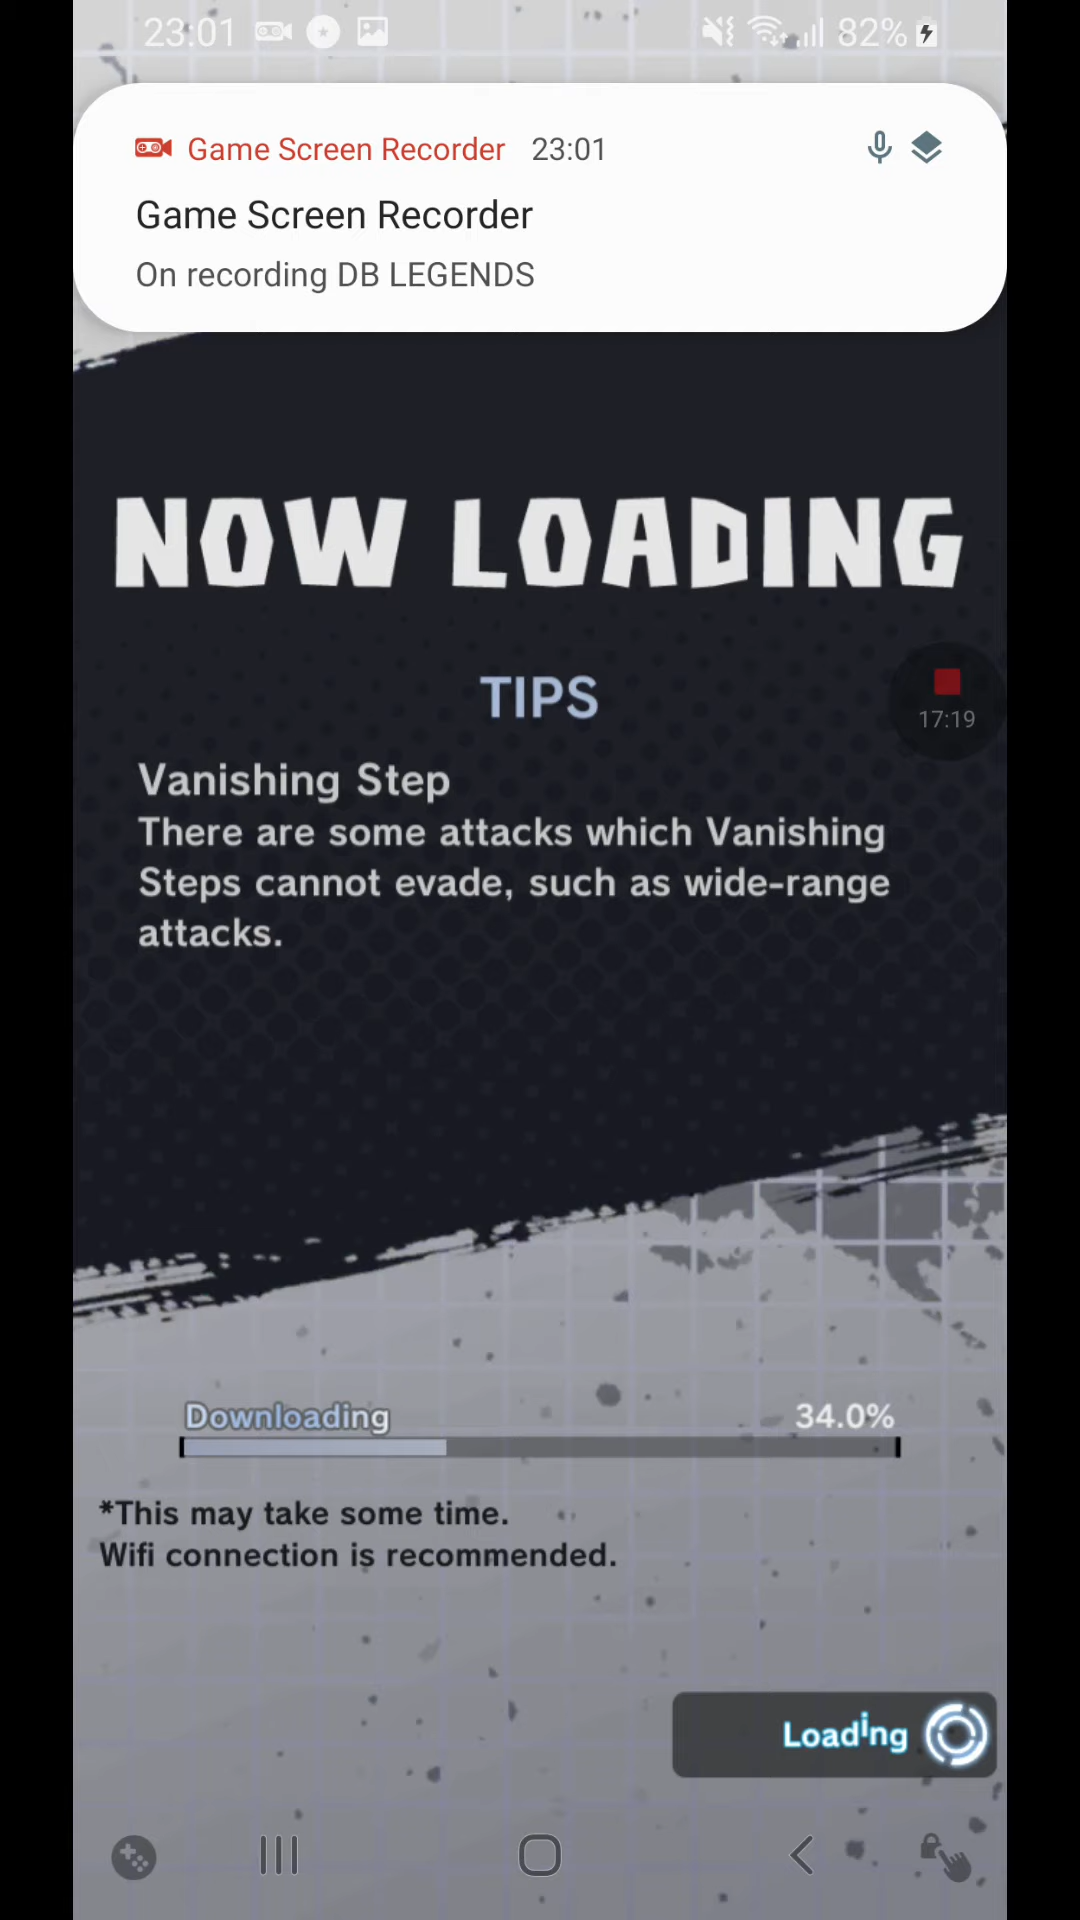 23:01 82%
Game Screen Recorder 23:01
Game Screen Recorder
On recording DB LEGENDS
NOW LOADING
TIPS
17:19
Vanishing Step
There are some attacks which Vanishing
Steps cannot evade, such as wide-range
attacks.
Downloading 34.0%
*This may take some time.
Wifi connection is recommended.
Loading